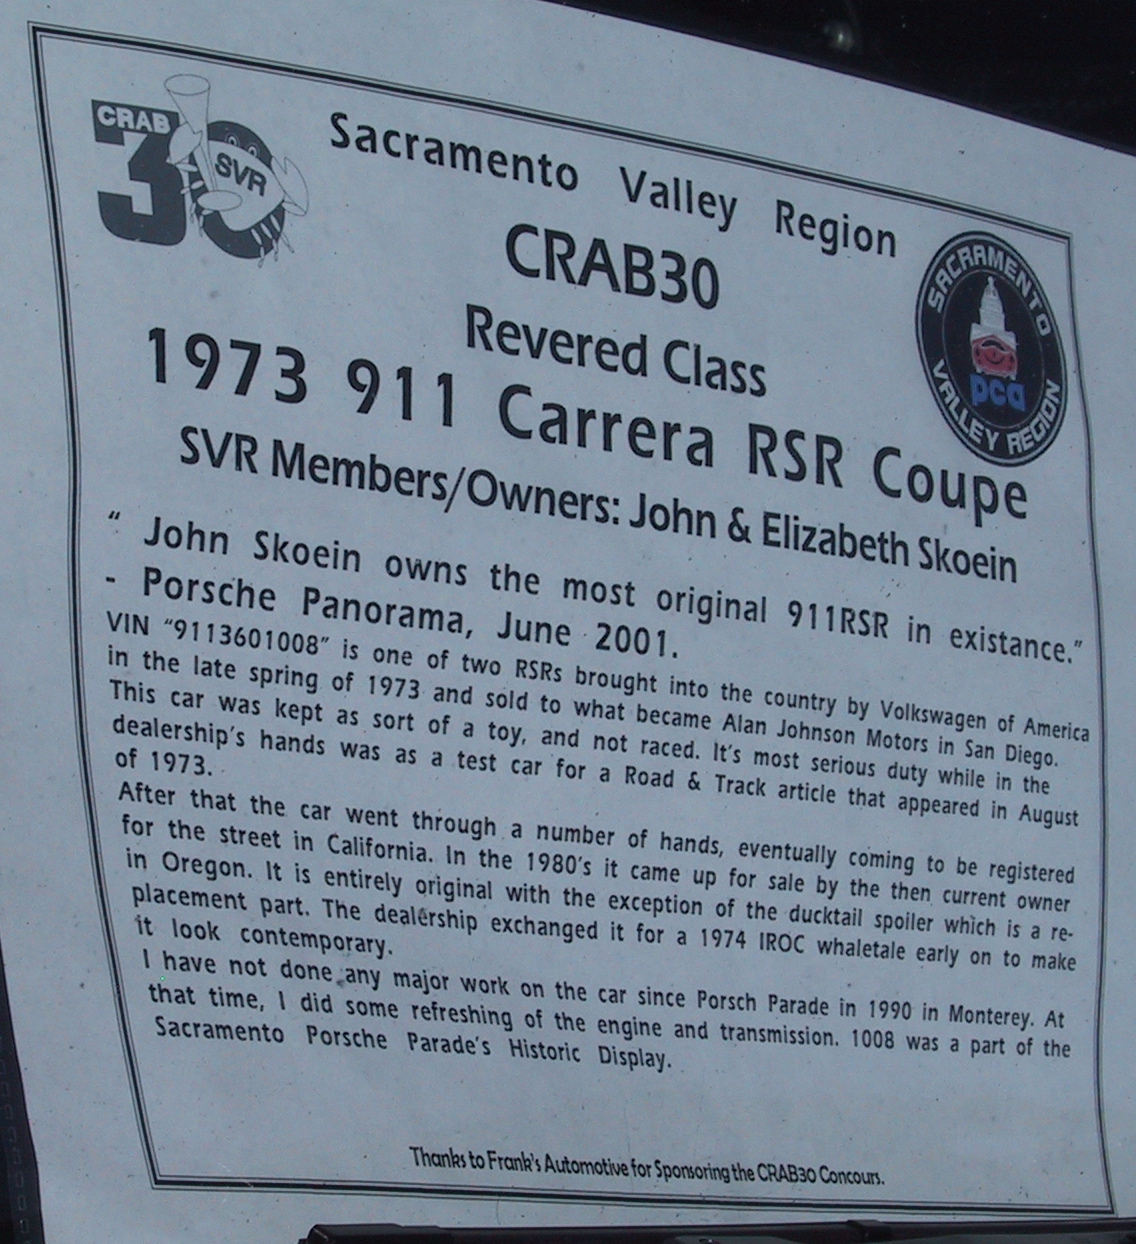 CRAB
30
SVR
Sacramento Valley Region
CRAB30
Revered Class
1973 911 Carrera RSR Coupe
SACRAMENTO
pca
VALLEY REGION
SVR Members/Owners: John & Elizabeth Skoein
“ John Skoein owns the most original 911RSR in existance.”
- Porsche Panorama, June 2001.
VIN “9113601008” is one of two RSRs brought into the country by Volkswagen of America
in the late spring of 1973 and sold to what became Alan Johnson Motors in San Diego.
This car was kept as sort of a toy, and not raced. It’s most serious duty while in the
dealership’s hands was as a test car for a Road & Track article that appeared in August
of 1973.
After that the car went through a number of hands, eventually coming to be registered
for the street in California. In the 1980’s it came up for sale by the then current owner
in Oregon. It is entirely original with the exception of the ducktail spoiler which is a re-
placement part. The dealership exchanged it for a 1974 IROC whaletale early on to make
it look contemporary.
I have not done any major work on the car since Porsch Parade in 1990 in Monterey. At
that time, I did some refreshing of the engine and transmission. 1008 was a part of the
Sacramento Porsche Parade’s Historic Display.
Thanks to Frank’s Automotive for Sponsoring the CRAB30 Concours.